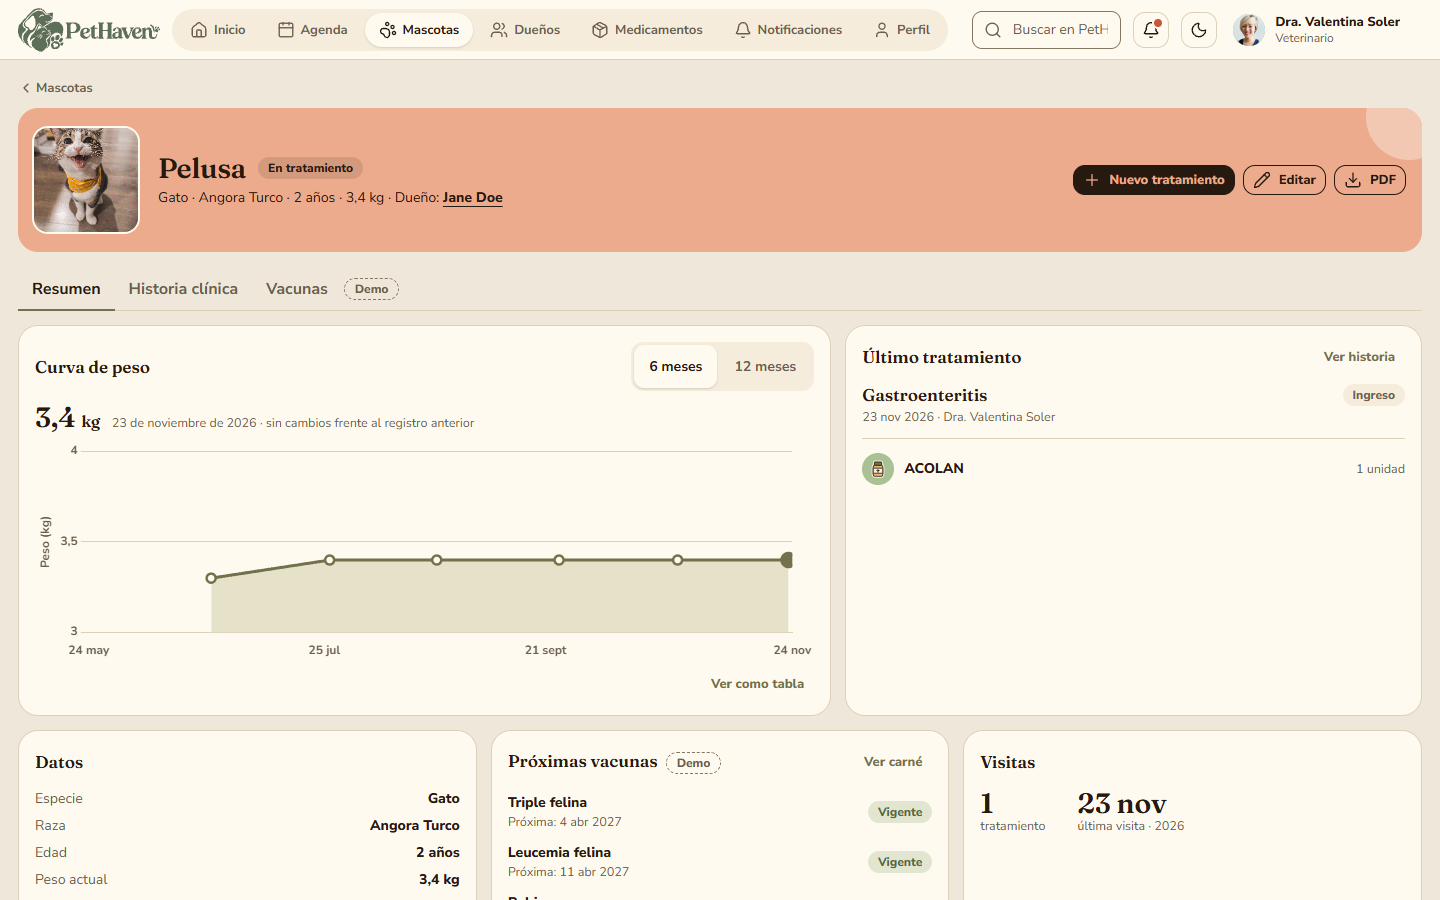 PetHaven
Inicio
Agenda
Mascotas
Dueños
Medicamentos
Notificaciones
Perfil
Buscar en PetH
Dra. Valentina Soler
Veterinario
Mascotas
Pelusa
En tratamiento
Gato · Angora Turco · 2 años · 3,4 kg · Dueño: Jane Doe
Nuevo tratamiento
Editar
PDF
Resumen
Historia clínica
Vacunas
Demo
Curva de peso
6 meses
12 meses
3,4 kg
23 de noviembre de 2026 · sin cambios frente al registro anterior
4
3,5
3
Peso (kg)
24 may
25 jul
21 sept
24 nov
Ver como tabla
Último tratamiento
Ver historia
Gastroenteritis
Ingreso
23 nov 2026 · Dra. Valentina Soler
ACOLAN
1 unidad
Datos
Especie
Gato
Raza
Angora Turco
Edad
2 años
Peso actual
3,4 kg
Próximas vacunas
Demo
Ver carné
Triple felina
Próxima: 4 abr 2027
Vigente
Leucemia felina
Próxima: 11 abr 2027
Vigente
Visitas
1
tratamiento
23 nov
última visita · 2026